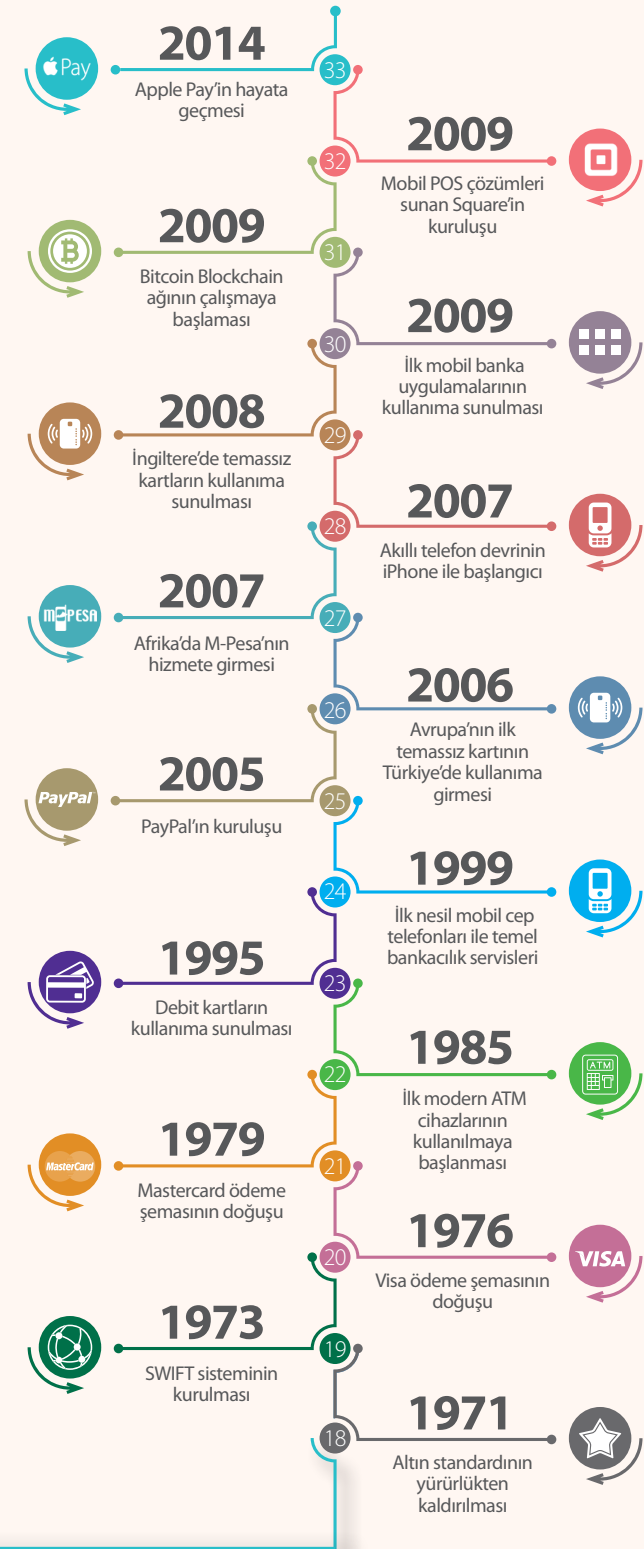 Pay
2014
Apple Pay'in hayata
geçmesi
33
2009
Mobil POS çözümleri
sunan Square'in
kuruluşu
32
2009
Bitcoin Blockchain
ağının çalışmaya
başlaması
31
2009
İlk mobil banka
uygulamalarının
kullanıma sunulması
30
2008
İngiltere'de temassız
kartların kullanıma
sunulması
29
2007
Akıllı telefon devrinin
iPhone ile başlangıcı
28
M-PESA
2007
Afrika'da M-Pesa'nın
hizmete girmesi
27
2006
Avrupa'nın ilk
temassız kartının
Türkiye'de kullanıma
girmesi
26
PayPal
2005
PayPal'ın kuruluşu
25
1999
İlk nesil mobil cep
telefonları ile temel
bankacılık servisleri
24
1995
Debit kartların
kullanıma sunulması
23
1985
İlk modern ATM
cihazlarının
kullanılmaya
başlanması
ATM
22
MasterCard
1979
Mastercard ödeme
şemasının doğuşu
21
1976
Visa ödeme şemasının
doğuşu
VISA
20
1973
SWIFT sisteminin
kurulması
19
1971
Altın standardının
yürürlükten
kaldırılması
18